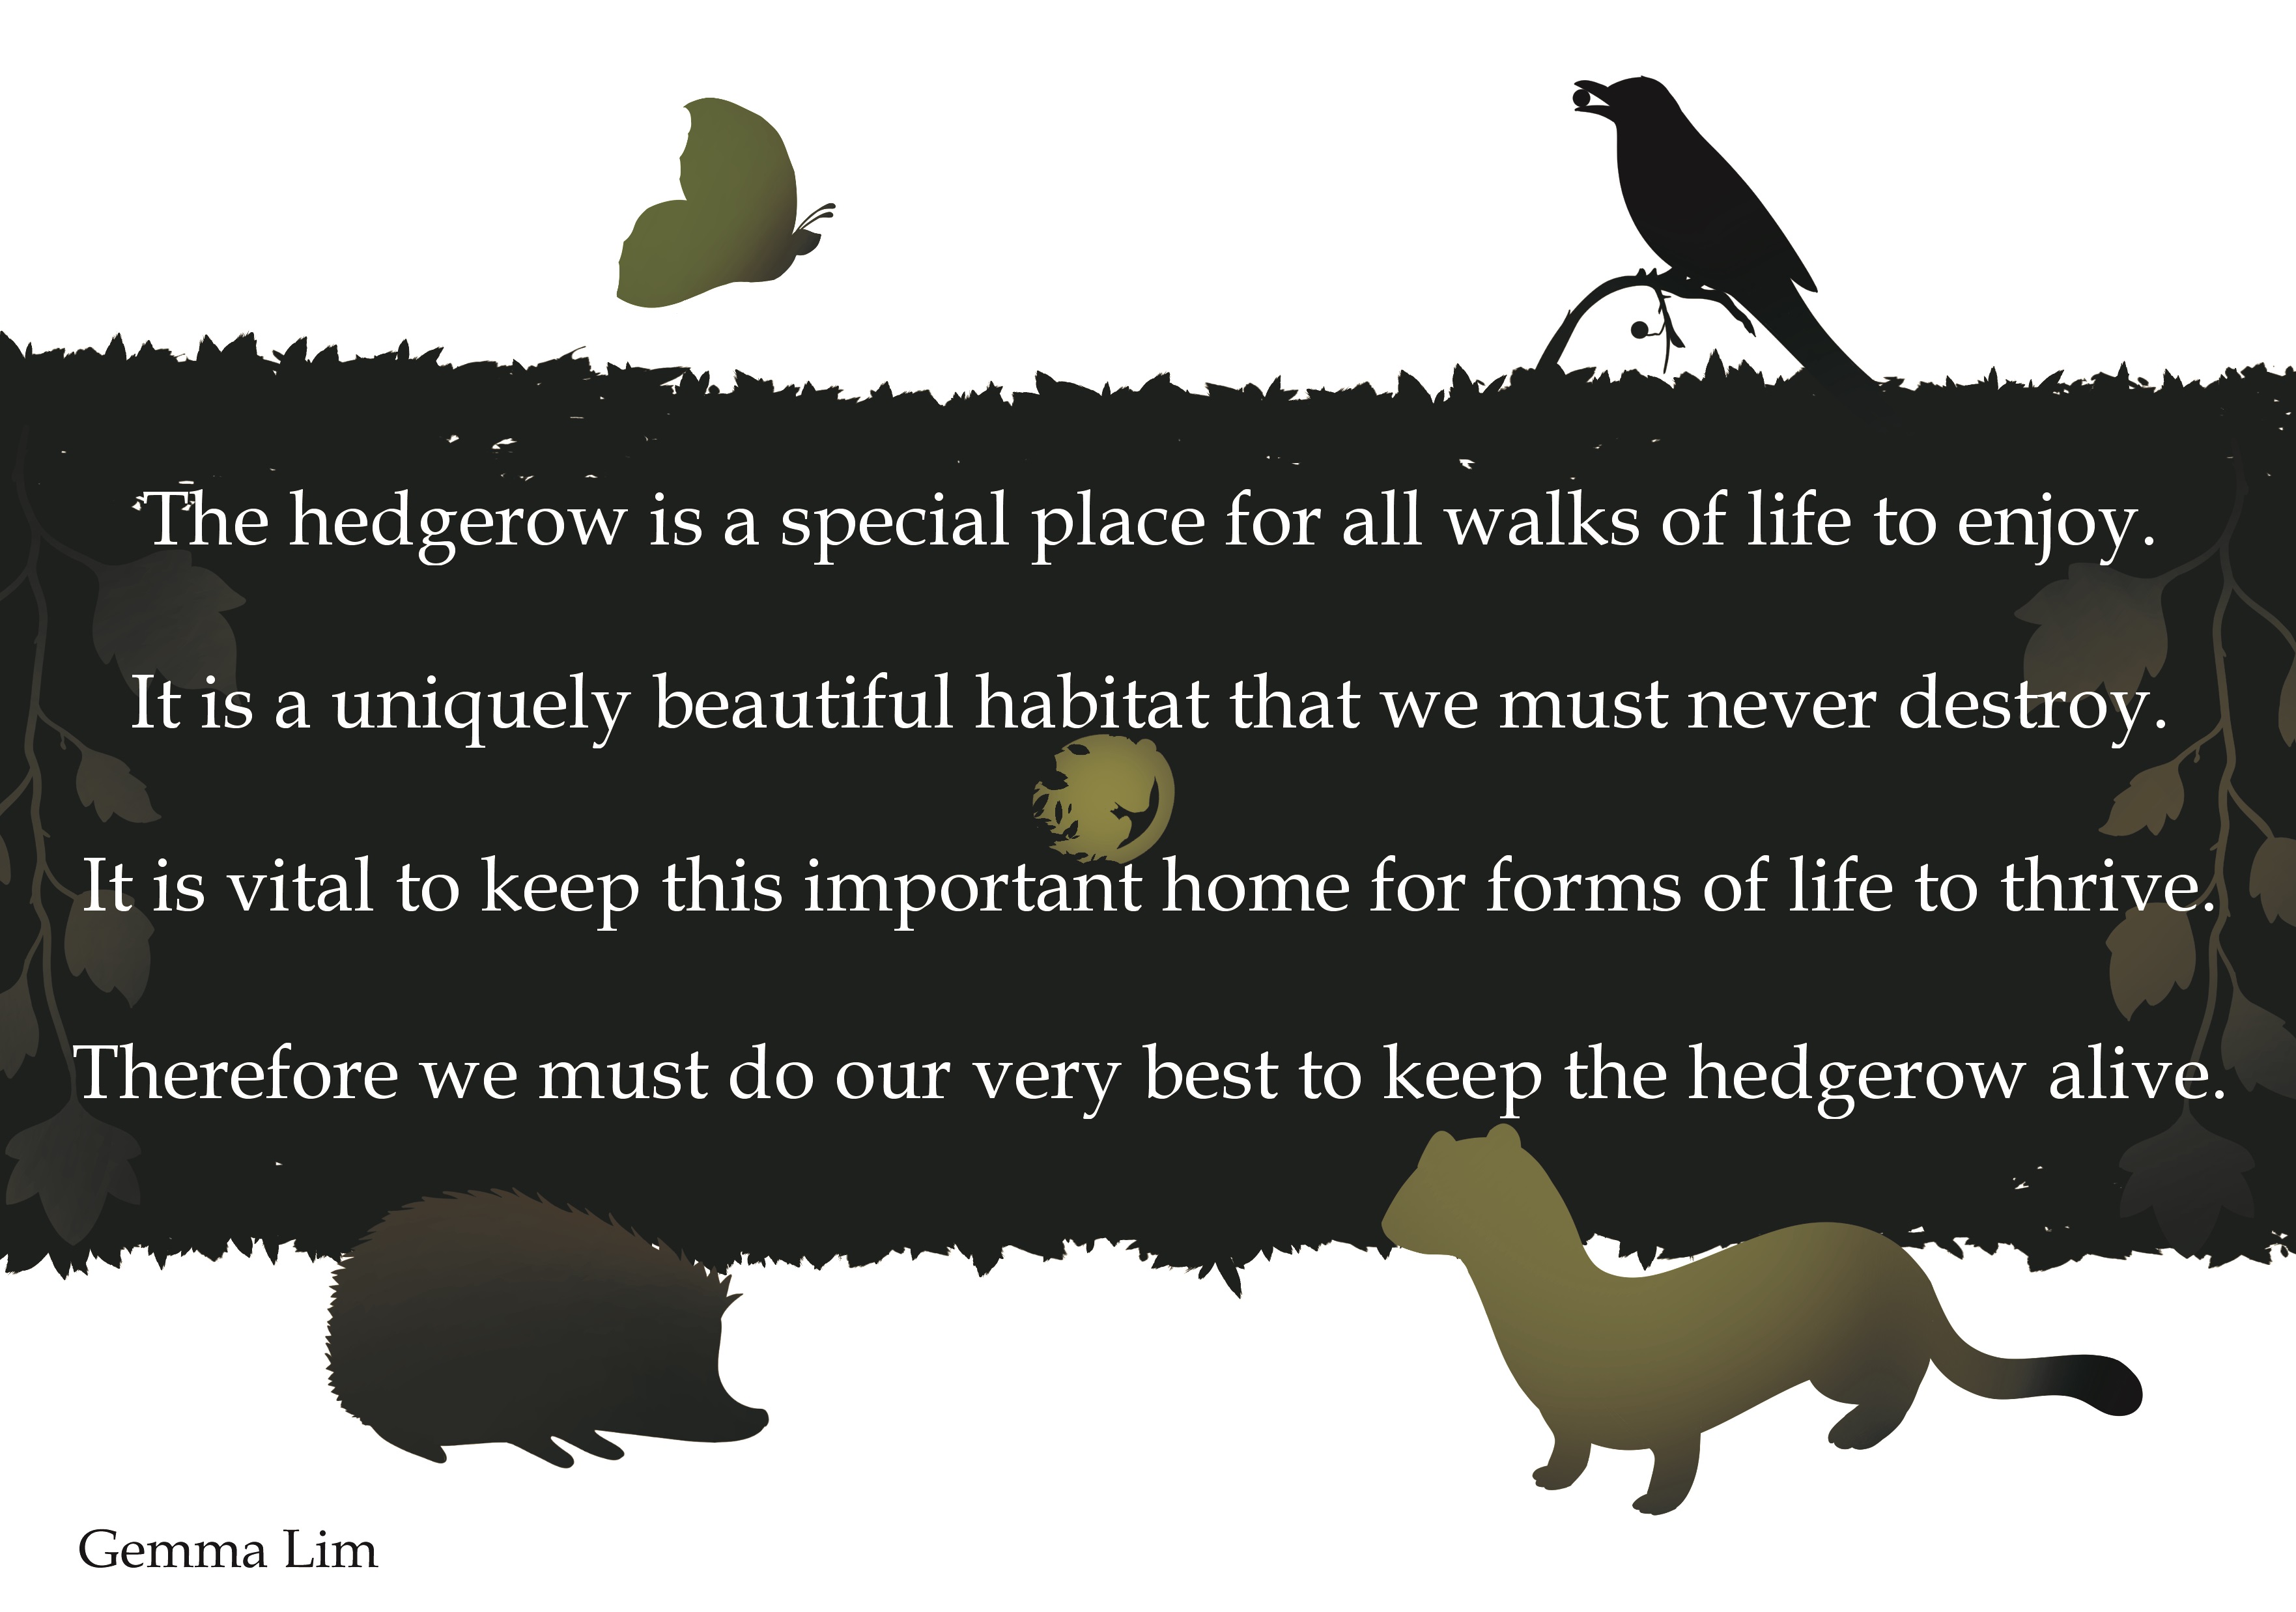 The hedgerow is a special place for all walks of life to enjoy.
It is a uniquely beautiful habitat that we must never destroy.
It is vital to keep this important home for forms of life to thrive.
Therefore we must do our very best to keep the hedgerow alive.
Gemma Lim